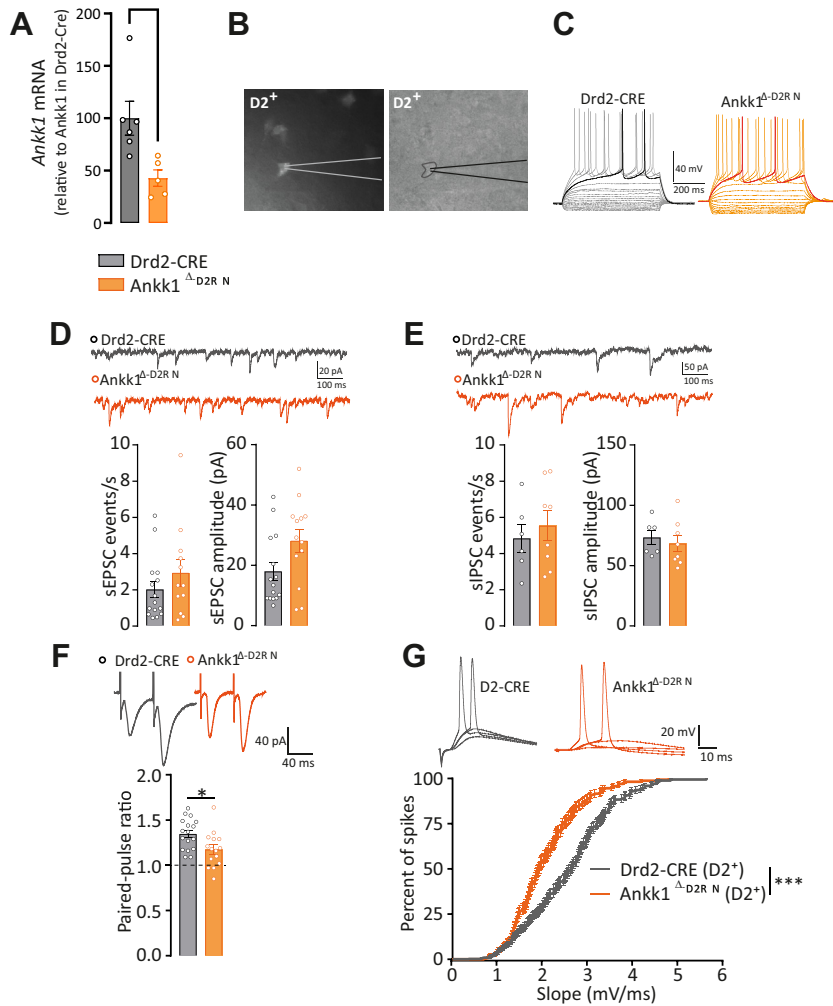 A
Ankk1 mRNA
(relative to Ankk1 in Drd2-Cre)
200
150
100
50
0
Drd2-CRE
Ankk1 Δ-D2R N
B
D2+
D2+
C
Drd2-CRE
Ankk1Δ-D2R N
40 mV
200 ms
D
Drd2-CRE
20 pA
100 ms
Ankk1Δ-D2R N
sEPSC events/s
10
8
6
4
2
0
sEPSC amplitude (pA)
60
40
20
0
E
Drd2-CRE
50 pA
100 ms
Ankk1Δ-D2R N
sIPSC events/s
10
8
6
4
2
0
sIPSC amplitude (pA)
150
100
50
0
F
Drd2-CRE
Ankk1Δ-D2R N
40 pA
40 ms
Paired-pulse ratio
2.0
1.5
1.0
0.5
0.0
*
G
D2-CRE
Ankk1Δ-D2R N
20 mV
10 ms
Percent of spikes
100
75
50
25
0
Drd2-CRE (D2+)
Ankk1 Δ-D2R N (D2+)
***
0 1 2 3 4 5 6
Slope (mV/ms)